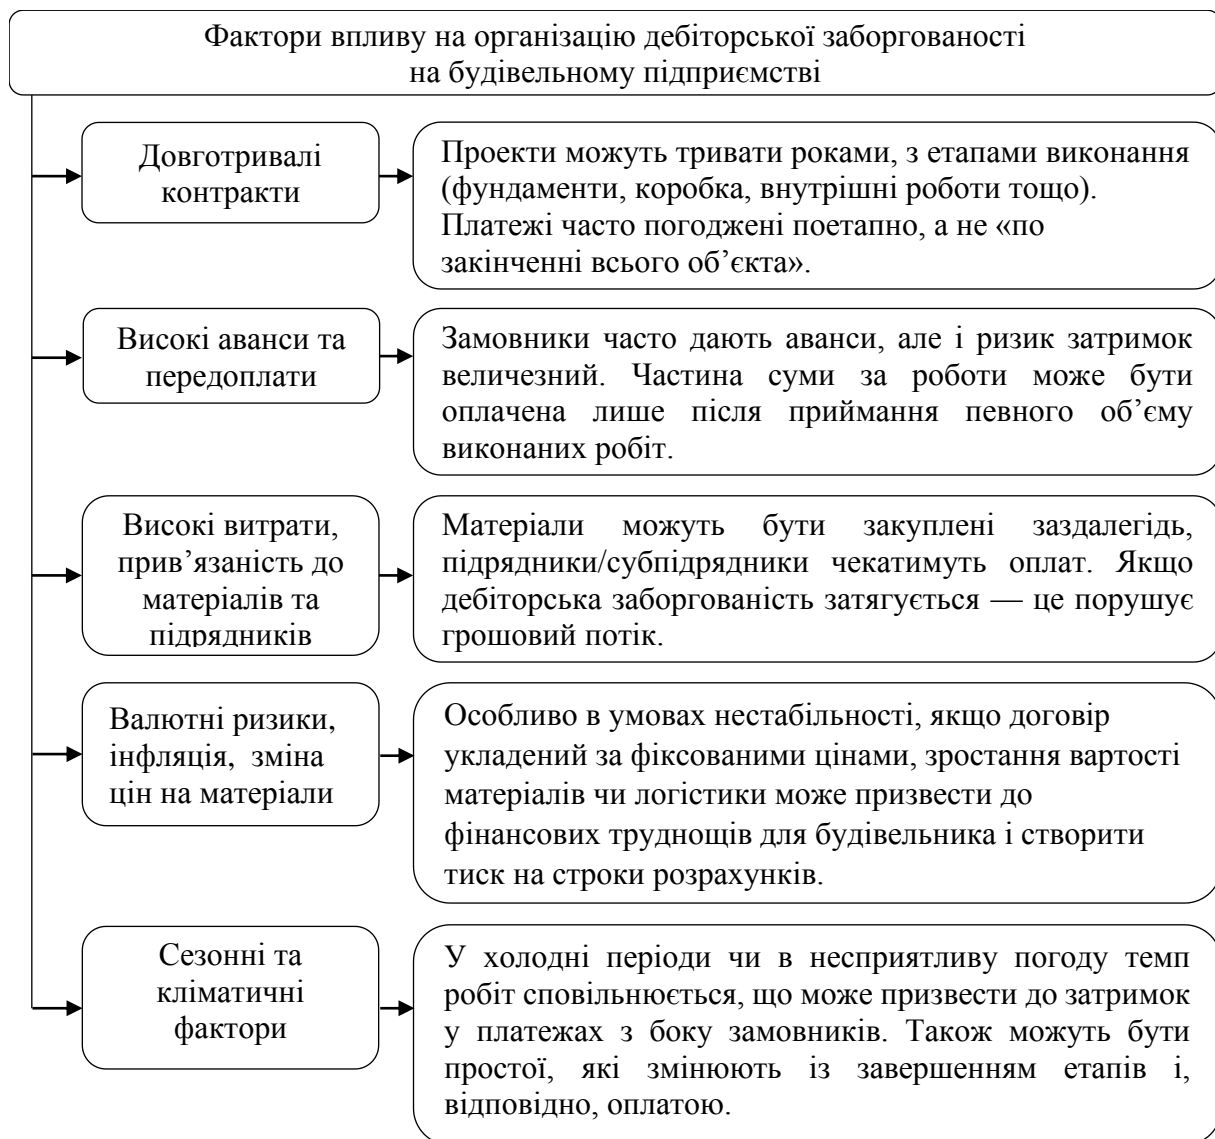 Фактори впливу на організацію дебіторської заборгованості
на будівельному підприємстві
Довготривалі
контракти
Проекти можуть тривати роками, з етапами виконання
(фундаменти, коробка, внутрішні роботи тощо).
Платежі часто погоджені поетапно, а не «по
закінченні всього об’єкта».
Високі аванси та
передоплати
Замовники часто дають аванси, але і ризик затримок
величезний. Частина суми за роботи може бути
оплачена лише після приймання певного об’єму
виконаних робіт.
Високі витрати,
прив’язаність до
матеріалів та
підрядників
Матеріали можуть бути закуплені заздалегідь,
підрядники/субпідрядники чекатимуть оплат. Якщо
дебіторська заборгованість затягується — це порушує
грошовий потік.
Валютні ризики,
інфляція, зміна
цін на матеріали
Особливо в умовах нестабільності, якщо договір
укладений за фіксованими цінами, зростання вартості
матеріалів чи логістики може призвести до
фінансових труднощів для будівельника і створити
тиск на строки розрахунків.
Сезонні та
кліматичні
фактори
У холодні періоди чи в несприятливу погоду темп
робіт сповільнюється, що може призвести до затримок
у платежах з боку замовників. Також можуть бути
простої, які змінюють із завершенням етапів і,
відповідно, оплатою.